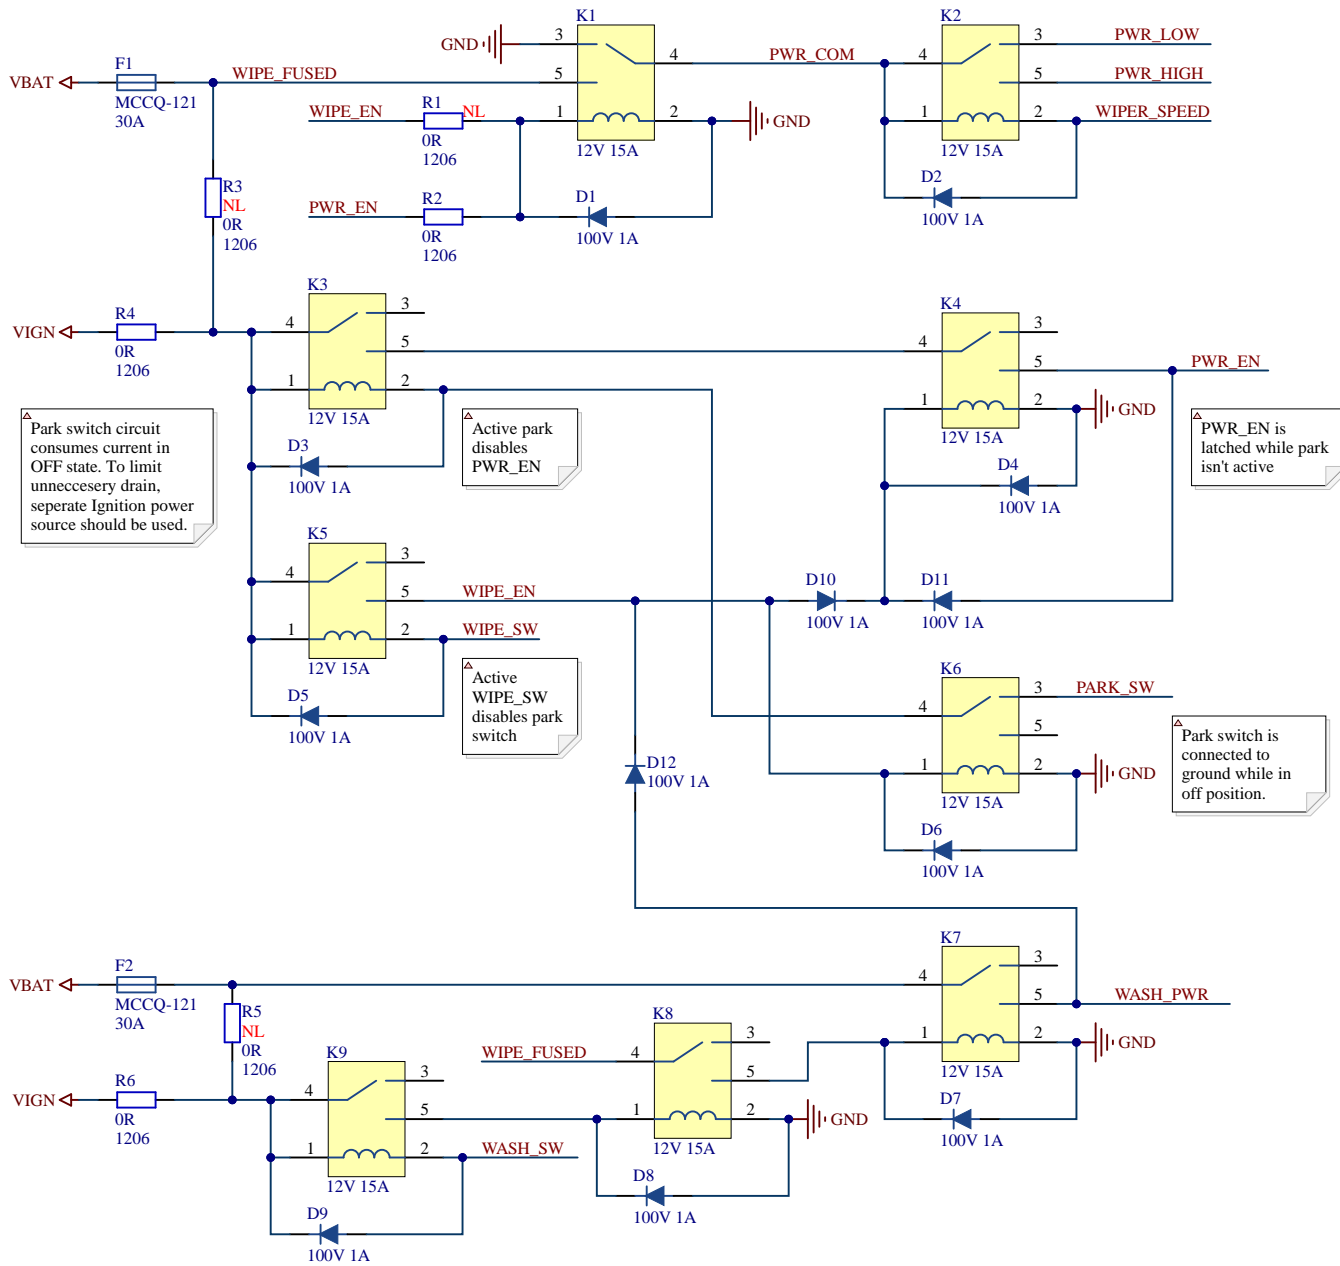 K1
K2
GND
3
4
5
1
2
GND
PWR_COM
4
3
5
1
2
PWR_LOW
PWR_HIGH
WIPER_SPEED
12V 15A
12V 15A
VBAT
F1
MCCQ-121
30A
WIPE_FUSED
WIPE_EN
R1
NL
0R
1206
PWR_EN
R2
0R
1206
D1
100V 1A
D2
100V 1A
R3
NL
0R
1206
VIGN
R4
0R
1206
K3
4
3
5
1
2
12V 15A
D3
100V 1A
K4
4
3
5
1
2
12V 15A
GND
PWR_EN
D4
100V 1A
Park switch circuit
consumes current in
OFF state. To limit
unneccesery drain,
seperate Ignition power
source should be used.
Active park
disables
PWR_EN
PWR_EN is
latched while park
isn't active
K5
4
3
5
1
2
12V 15A
WIPE_EN
WIPE_SW
D5
100V 1A
Active
WIPE_SW
disables park
switch
D10
100V 1A
D11
100V 1A
K6
4
3
5
1
2
12V 15A
PARK_SW
GND
D6
100V 1A
Park switch is
connected to
ground while in
off position.
D12
100V 1A
VBAT
F2
MCCQ-121
30A
R5
NL
0R
1206
VIGN
R6
0R
1206
K7
4
3
5
1
2
12V 15A
WASH_PWR
GND
D7
100V 1A
K8
WIPE_FUSED
4
3
5
1
2
12V 15A
GND
D8
100V 1A
K9
4
3
5
1
2
12V 15A
WASH_SW
D9
100V 1A